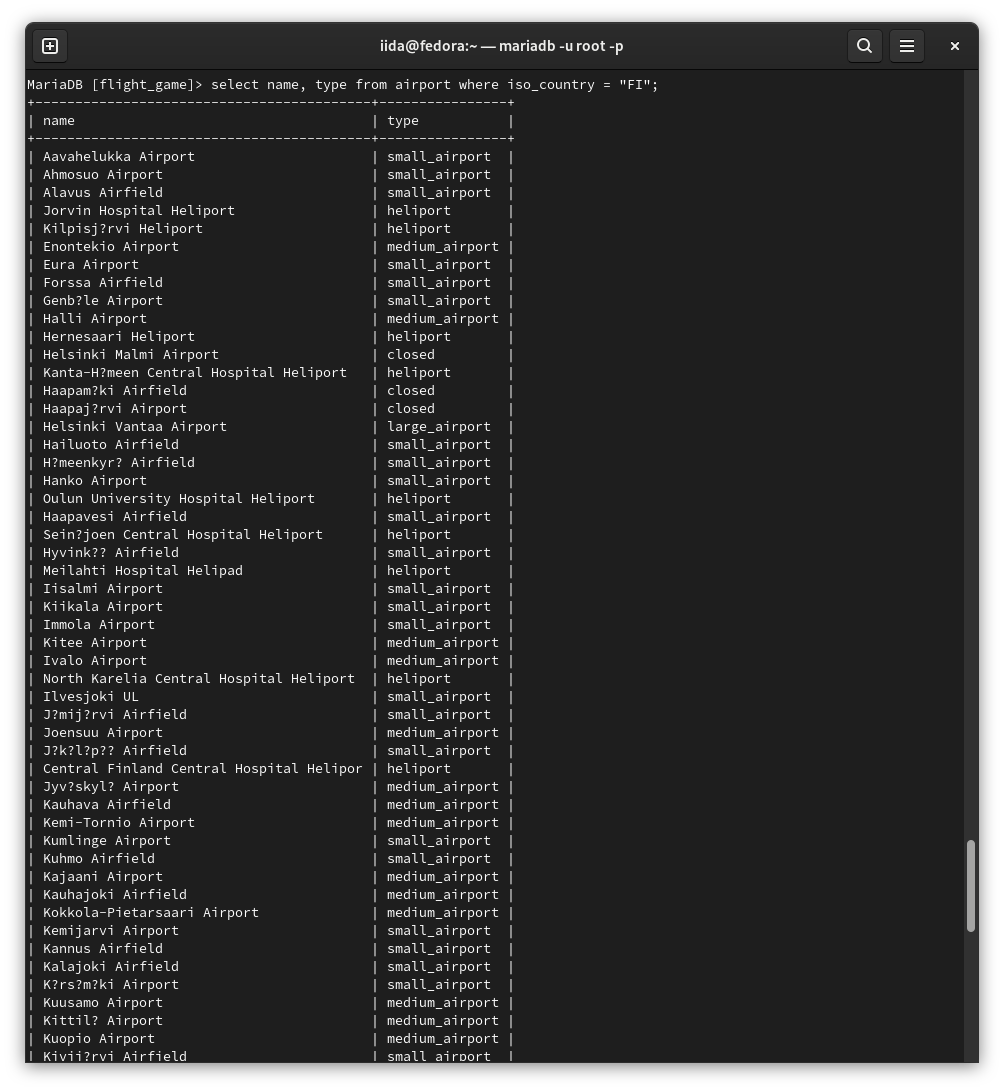 iida@fedora:~ — mariadb -u root -p
MariaDB [flight_game]> select name, type from airport where iso_country = "FI";
+------------------------------------------+----------------+
| name                                     | type           |
+------------------------------------------+----------------+
| Aavahelukka Airport                      | small_airport  |
| Ahmosuo Airport                          | small_airport  |
| Alavus Airfield                          | small_airport  |
| Jorvin Hospital Heliport                 | heliport       |
| Kilpisj?rvi Heliport                     | heliport       |
| Enontekio Airport                        | medium_airport |
| Eura Airport                             | small_airport  |
| Forssa Airfield                          | small_airport  |
| Genb?le Airport                          | small_airport  |
| Halli Airport                            | medium_airport |
| Hernesaari Heliport                      | heliport       |
| Helsinki Malmi Airport                   | closed         |
| Kanta-H?meen Central Hospital Heliport   | heliport       |
| Haapam?ki Airfield                       | closed         |
| Haapaj?rvi Airport                       | closed         |
| Helsinki Vantaa Airport                  | large_airport  |
| Hailuoto Airfield                        | small_airport  |
| H?meenkyr? Airfield                      | small_airport  |
| Hanko Airport                            | small_airport  |
| Oulun University Hospital Heliport       | heliport       |
| Haapavesi Airfield                       | small_airport  |
| Sein?joen Central Hospital Heliport      | heliport       |
| Hyvink?? Airfield                        | small_airport  |
| Meilahti Hospital Helipad                | heliport       |
| Iisalmi Airport                          | small_airport  |
| Kiikala Airport                          | small_airport  |
| Immola Airport                           | small_airport  |
| Kitee Airport                            | medium_airport |
| Ivalo Airport                            | medium_airport |
| North Karelia Central Hospital Heliport  | heliport       |
| Ilvesjoki UL                             | small_airport  |
| J?mij?rvi Airfield                       | small_airport  |
| Joensuu Airport                          | medium_airport |
| J?k?l?p?? Airfield                       | small_airport  |
| Central Finland Central Hospital Helipor | heliport       |
| Jyv?skyl? Airport                        | medium_airport |
| Kauhava Airfield                         | medium_airport |
| Kemi-Tornio Airport                      | medium_airport |
| Kumlinge Airport                         | small_airport  |
| Kuhmo Airfield                           | small_airport  |
| Kajaani Airport                          | medium_airport |
| Kauhajoki Airfield                       | medium_airport |
| Kokkola-Pietarsaari Airport              | medium_airport |
| Kemijarvi Airport                        | small_airport  |
| Kannus Airfield                          | small_airport  |
| Kalajoki Airfield                        | small_airport  |
| K?rs?m?ki Airport                        | small_airport  |
| Kuusamo Airport                          | medium_airport |
| Kittil? Airport                          | medium_airport |
| Kuopio Airport                           | medium_airport |
| Kivij?rvi Airfield                       | small_airport  |